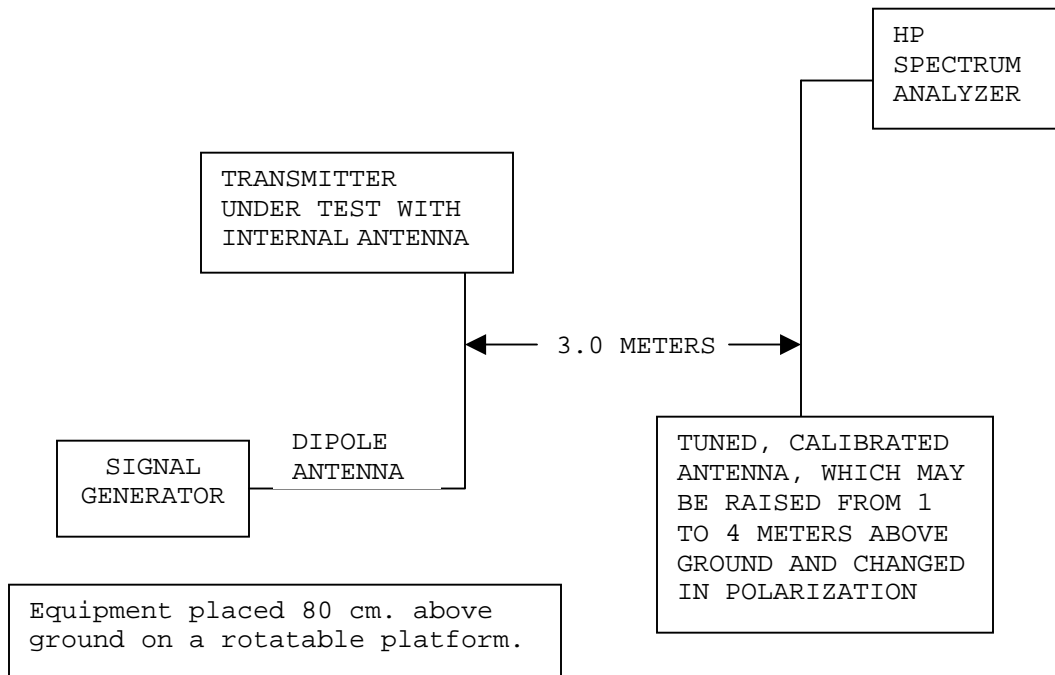 HP
SPECTRUM
ANALYZER
TRANSMITTER
UNDER TEST WITH
INTERNAL ANTENNA
3.0 METERS
DIPOLE
ANTENNA
SIGNAL
GENERATOR
TUNED, CALIBRATED
ANTENNA, WHICH MAY
BE RAISED FROM 1
TO 4 METERS ABOVE
GROUND AND CHANGED
IN POLARIZATION
Equipment placed 80 cm. above
ground on a rotatable platform.